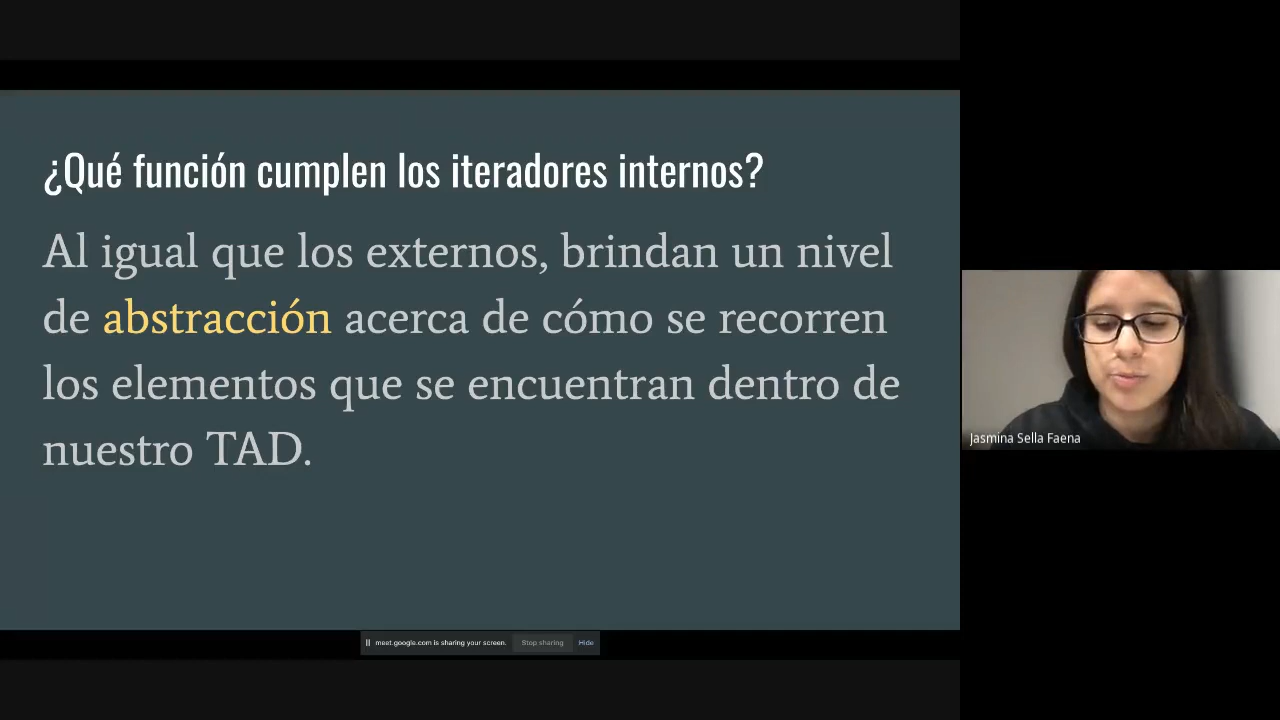 ¿Qué función cumplen los iteradores internos?
Al igual que los externos, brindan un nivel
de abstracción acerca de cómo se recorren
los elementos que se encuentran dentro de
nuestro TAD.
Jasmina Sella Faena
meet.google.com is sharing your screen. Stop sharing Hide